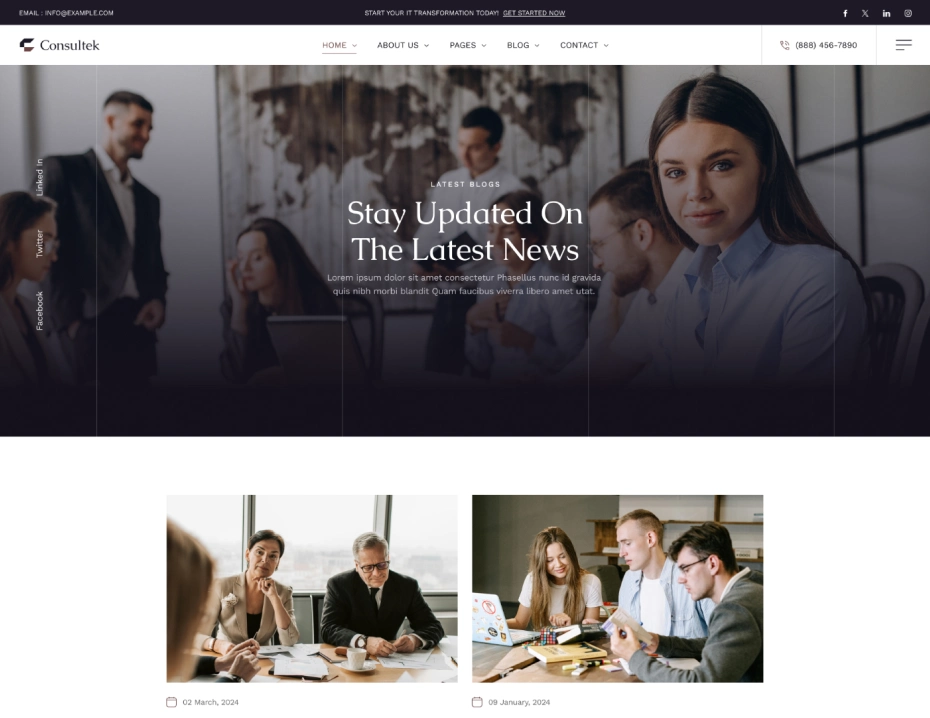 EMAIL : INFO@EXAMPLE.COM
START YOUR IT TRANSFORMATION TODAY! GET STARTED NOW
Consultek
HOME
ABOUT US
PAGES
BLOG
CONTACT
(888) 456-7890
Linked In
Twitter
Facebook
LATEST BLOGS
Stay Updated On
The Latest News
Lorem ipsum dolor sit amet consectetur Phasellus nunc id gravida
quis nibh morbi blandit Quam faucibus viverra libero amet utat.
02 March, 2024
09 January, 2024